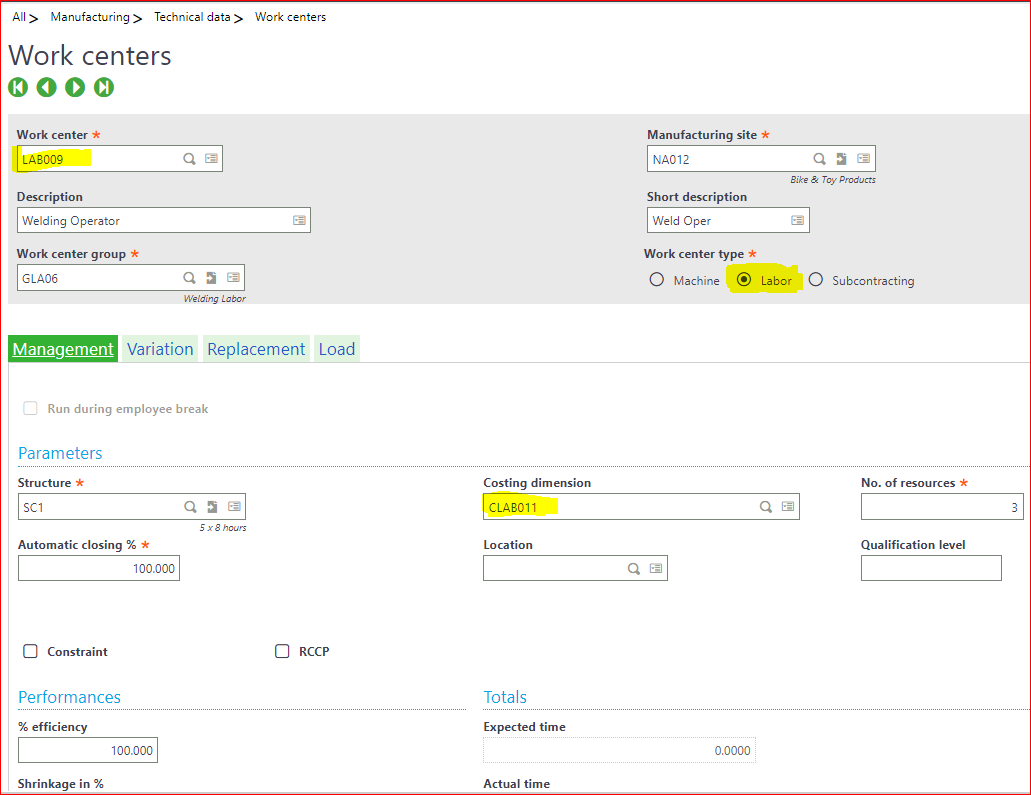 All > Manufacturing > Technical data > Work centers
Work centers
Work center *
Manufacturing site *
LAB009
NA012
Bike & Toy Products
Description
Short description
Welding Operator
Weld Oper
Work center group *
Work center type *
GLA06
Machine Labor Subcontracting
Welding Labor
Management Variation Replacement Load
Run during employee break
Parameters
Structure *
Costing dimension
No. of resources *
SC1
CLAB011
3
5 x 8 hours
Automatic closing % *
Location
Qualification level
100.000
Constraint
RCCP
Performances
Totals
% efficiency
Expected time
100.000
0.0000
Shrinkage in %
Actual time